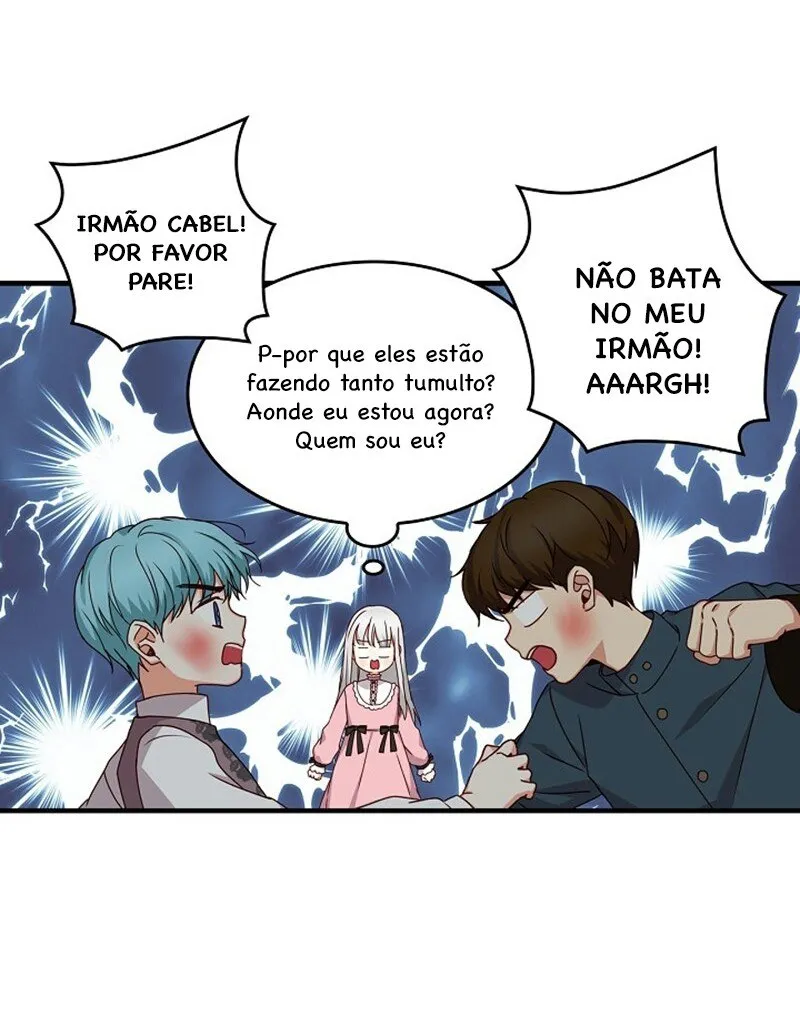 IRMÃO CABEL!
POR FAVOR
PARE!
P-por que eles estão
fazendo tanto tumulto?
Aonde eu estou agora?
Quem sou eu?
NÃO BATA
NO MEU
IRMÃO!
AAARGH!